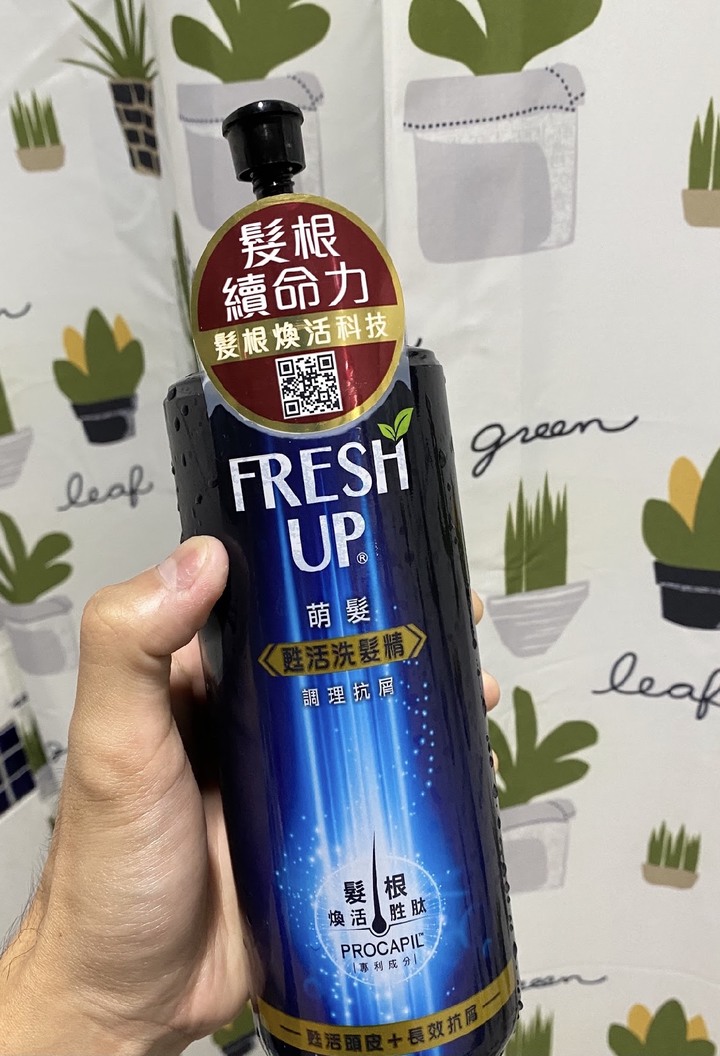 髮根
續命力
髮根煥活科技
FRESH
UP®
萌髮
甦活洗髮精
調理抗屑
髮根
煥活胜肽
PROCAPIL™
專利成分
甦活頭皮+長效抗屑
green
leaf
leaf
een